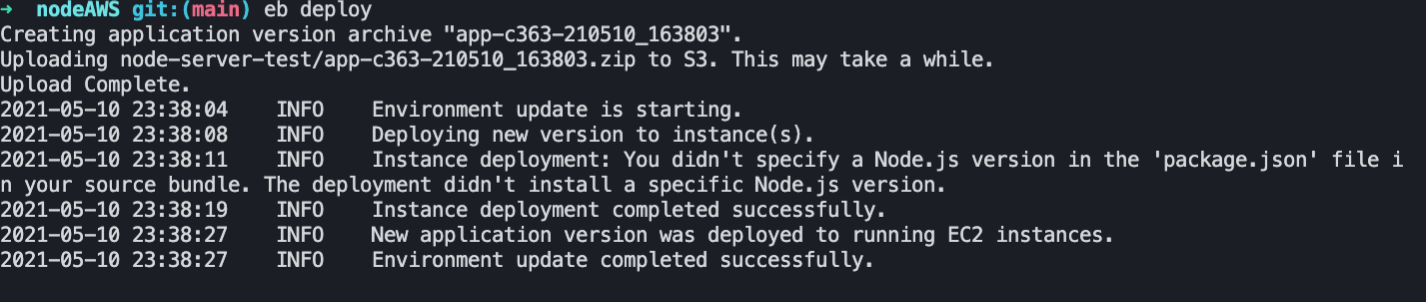 ➜  nodeAWS git:(main) eb deploy
Creating application version archive "app-c363-210510_163803".
Uploading node-server-test/app-c363-210510_163803.zip to S3. This may take a while.
Upload Complete.
2021-05-10 23:38:04    INFO    Environment update is starting.
2021-05-10 23:38:08    INFO    Deploying new version to instance(s).
2021-05-10 23:38:11    INFO    Instance deployment: You didn't specify a Node.js version in the 'package.json' file i
n your source bundle. The deployment didn't install a specific Node.js version.
2021-05-10 23:38:19    INFO    Instance deployment completed successfully.
2021-05-10 23:38:27    INFO    New application version was deployed to running EC2 instances.
2021-05-10 23:38:27    INFO    Environment update completed successfully.